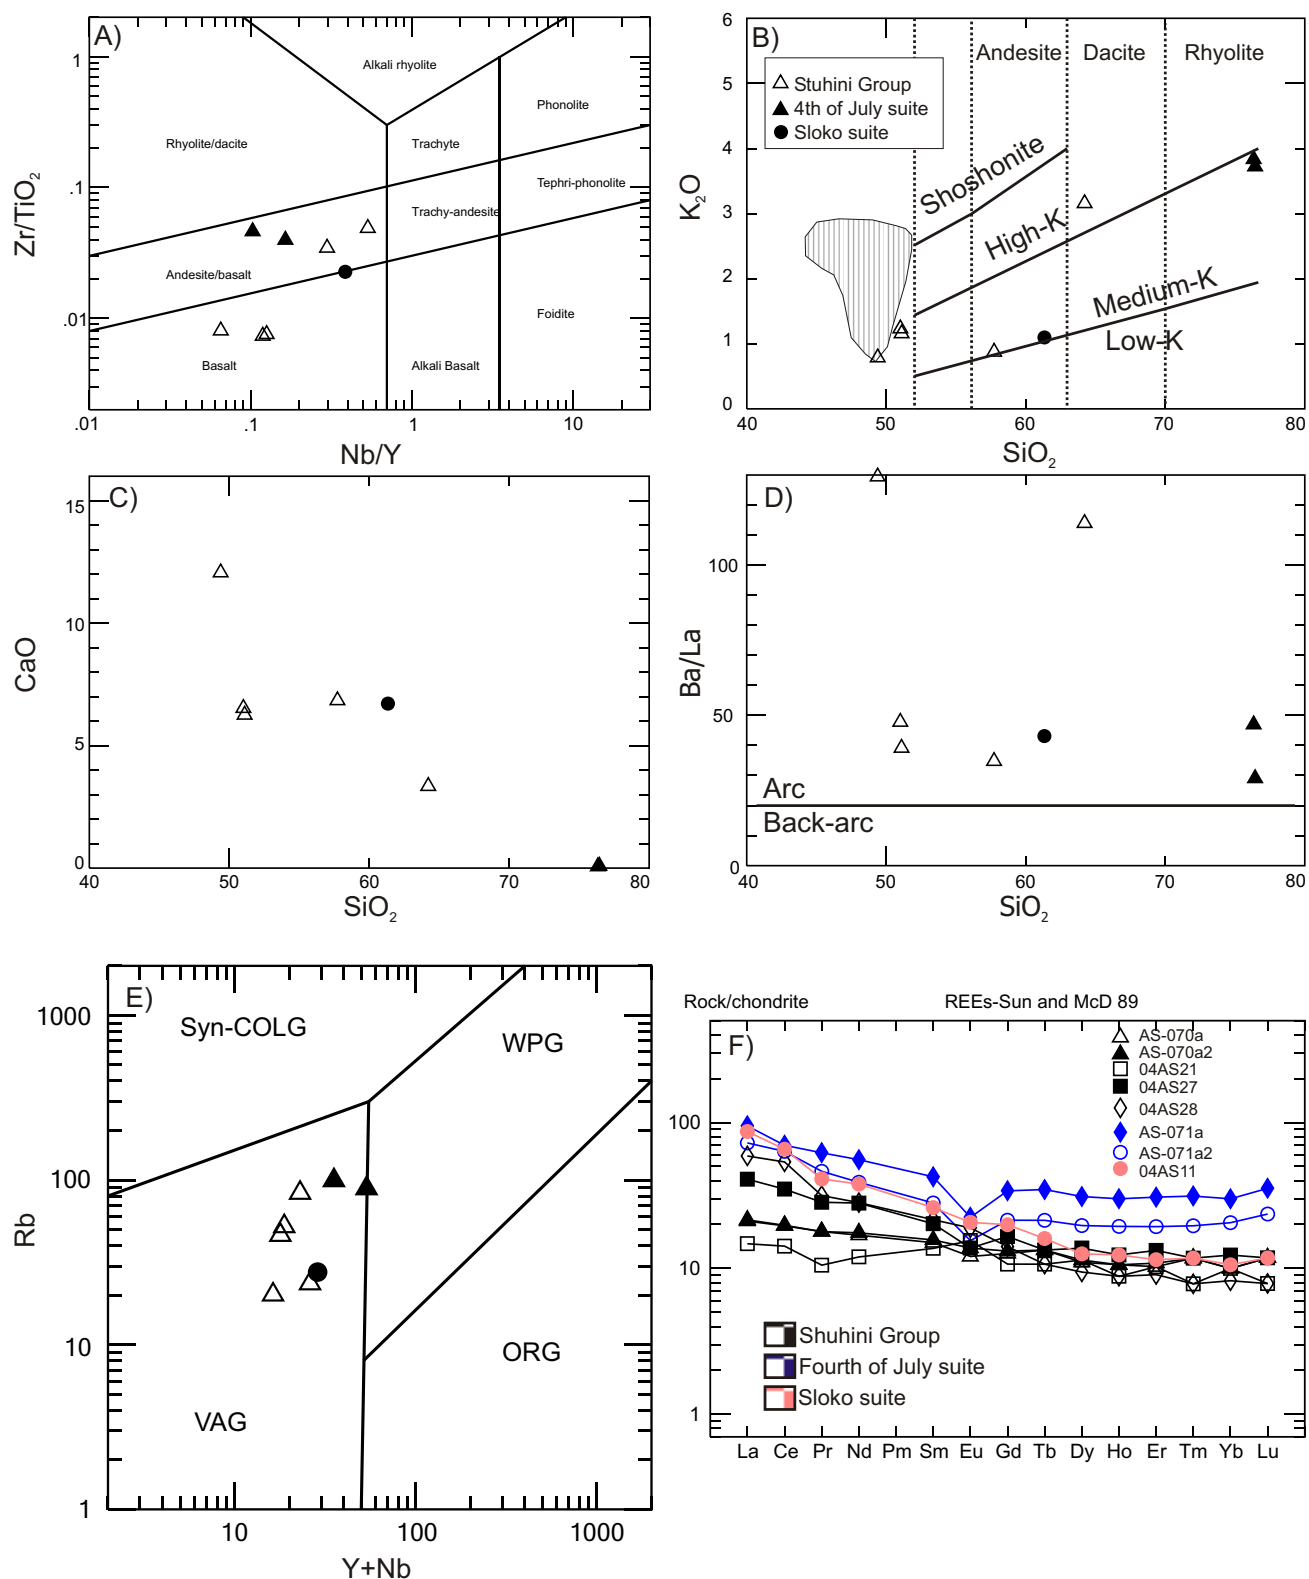 A)
Alkali rhyolite
Phonolite
Rhyolite/dacite
Trachyte
Tephri-phonolite
Trachy-andesite
Andesite/basalt
Foidite
Basalt
Alkali Basalt
1
.1
.01
Zr/TiO2
.01 .1 1 10
Nb/Y
B)
Andesite Dacite Rhyolite
Stuhini Group
4th of July suite
Sloko suite
Shoshonite
High-K
Medium-K
Low-K
6
5
4
3
2
1
0
K2O
40 50 60 70 80
SiO2
C)
15
10
5
0
CaO
40 50 60 70 80
SiO2
D)
100
50
0
Ba/La
Arc
Back-arc
40 50 60 70 80
SiO2
E)
Syn-COLG
WPG
ORG
VAG
1000
100
10
1
Rb
10 100 1000
Y+Nb
Rock/chondrite REEs-Sun and McD 89
F)
AS-070a
AS-070a2
04AS21
04AS27
04AS28
AS-071a
AS-071a2
04AS11
100
10
1
Shuhini Group
Fourth of July suite
Sloko suite
La Ce Pr Nd Pm Sm Eu Gd Tb Dy Ho Er Tm Yb Lu